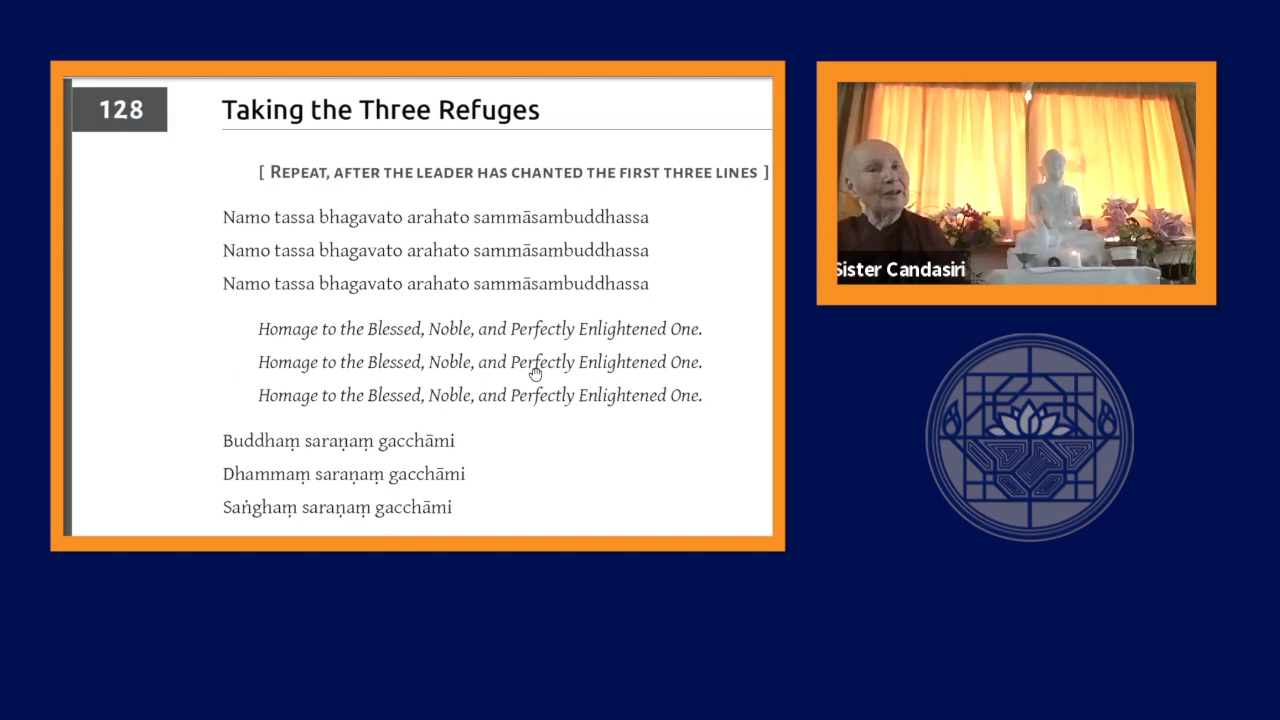 128
Taking the Three Refuges
[ Repeat, after the leader has chanted the first three lines ]
Namo tassa bhagavato arahato sammāsambuddhassa
Namo tassa bhagavato arahato sammāsambuddhassa
Namo tassa bhagavato arahato sammāsambuddhassa
Homage to the Blessed, Noble, and Perfectly Enlightened One.
Homage to the Blessed, Noble, and Perfectly Enlightened One.
Homage to the Blessed, Noble, and Perfectly Enlightened One.
Buddhaṃ saraṇaṃ gacchāmi
Dhammaṃ saraṇaṃ gacchāmi
Saṅghaṃ saraṇaṃ gacchāmi
Sister Candasiri